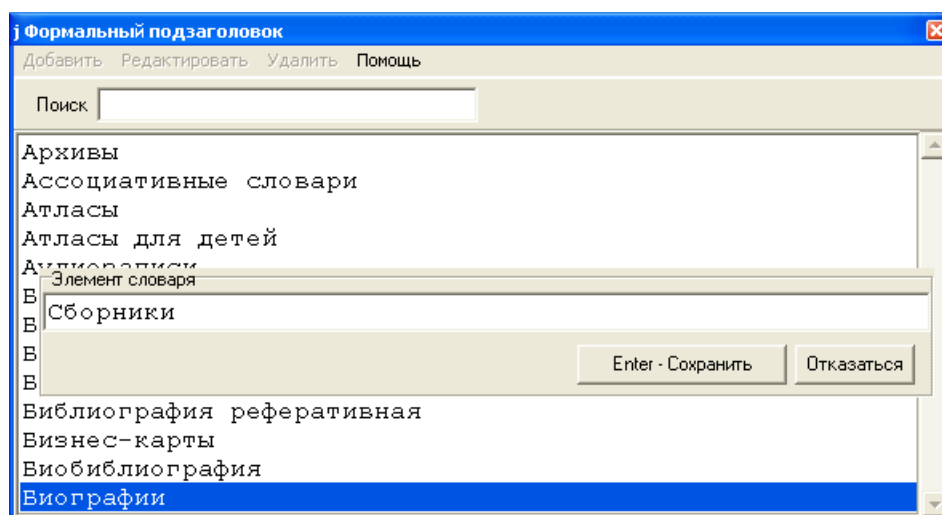 j Формальный подзаголовок
Добавить Редактировать Удалить Помощь
Поиск
Архивы
Ассоциативные словари
Атласы
Атласы для детей
Аудиозаписи
Элемент словаря
Б
Сборники
Б
Б
Enter - Сохранить Отказаться
Б
Библиография реферативная
Бизнес-карты
Биобиблиография
Биографии